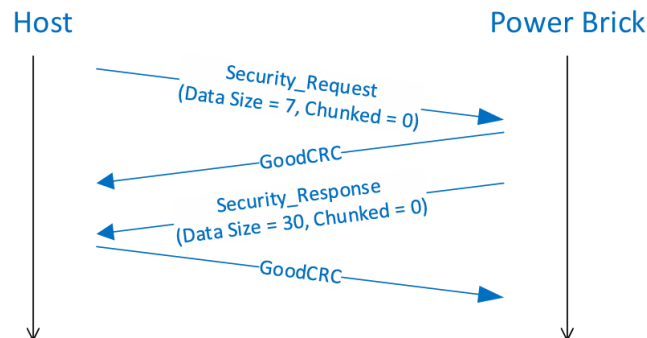 Host
Power Brick
Security_Request
(Data Size = 7, Chunked = 0)
GoodCRC
Security_Response
(Data Size = 30, Chunked = 0)
GoodCRC